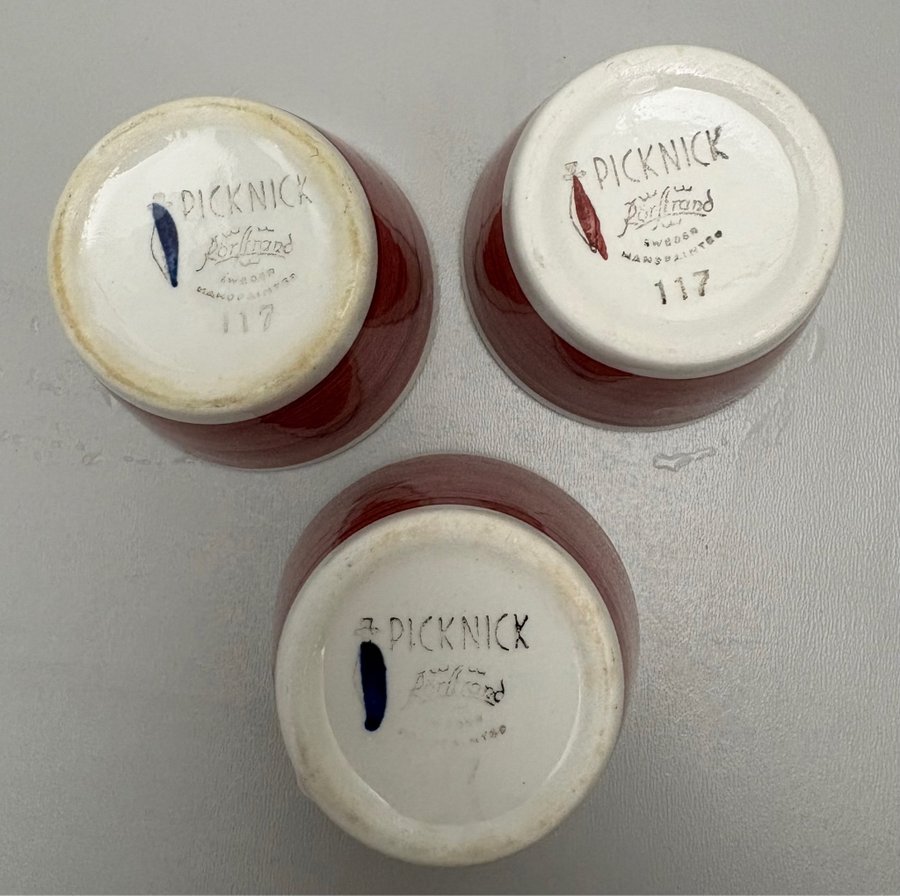 PICKNICK
Rörstrand
SWEDEN
HANDPAINTED
117
PICKNICK
Rörstrand
SWEDEN
HANDPAINTED
117
PICKNICK
Rörstrand